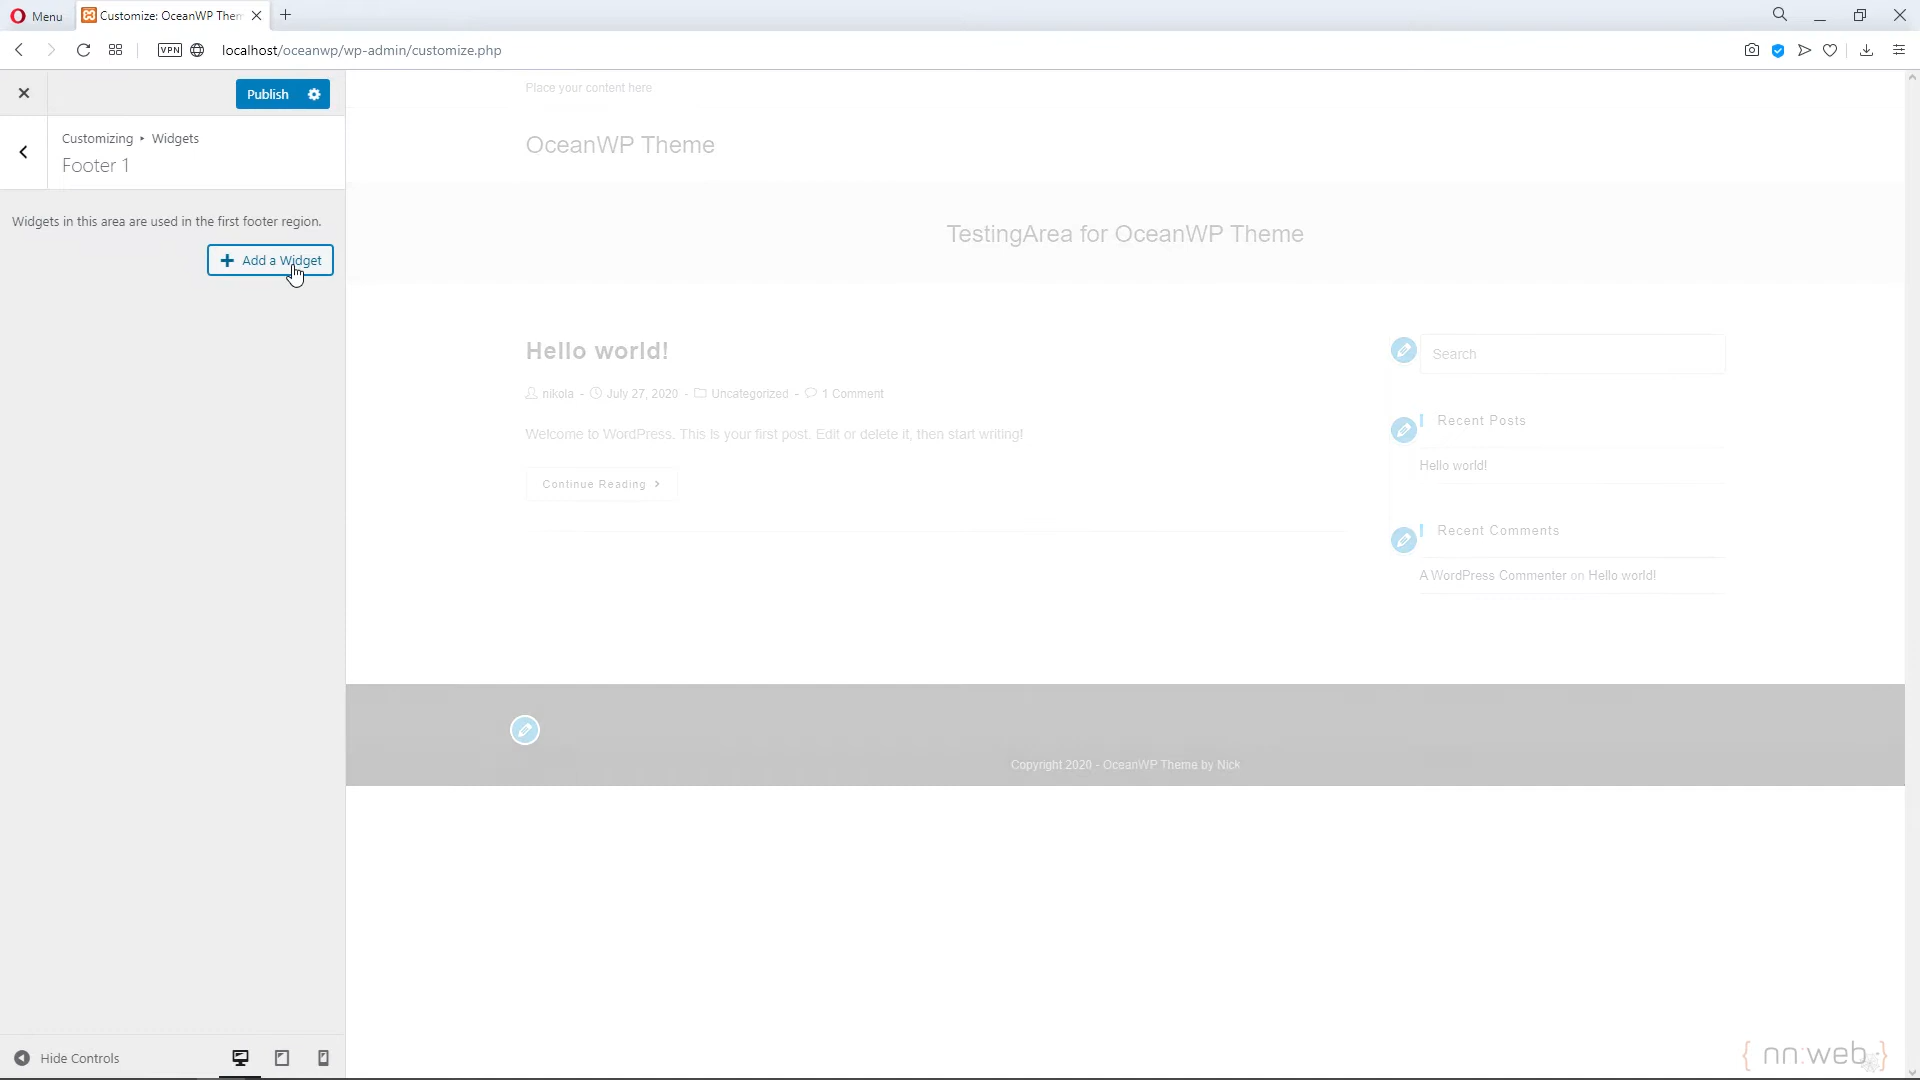 Menu
Customize: OceanWP Them
VPN
localhost/oceanwp/wp-admin/customize.php
Publish
Customizing ▸ Widgets
Footer 1
Widgets in this area are used in the first footer region.
Add a Widget
Hide Controls
Place your content here
OceanWP Theme
TestingArea for OceanWP Theme
Hello world!
nikola - July 27, 2020 - Uncategorized - 1 Comment
Welcome to WordPress. This is your first post. Edit or delete it, then start writing!
Continue Reading >
Search
Recent Posts
Hello world!
Recent Comments
A WordPress Commenter on Hello world!
Copyright 2020 - OceanWP Theme by Nick
{ nn:web }